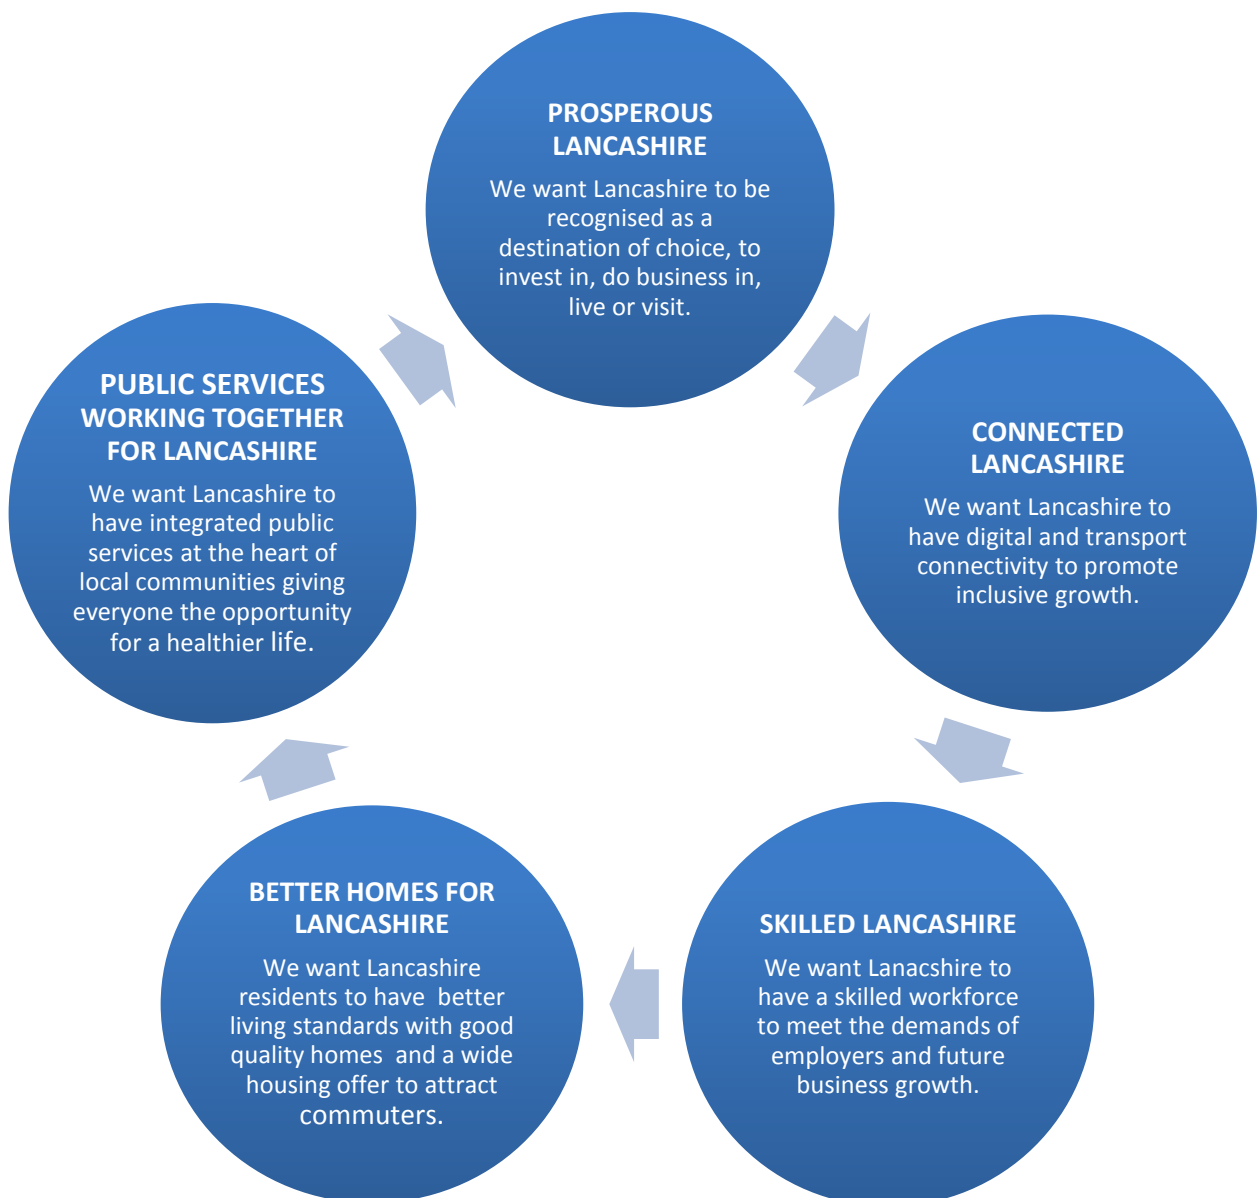 PROSPEROUS
LANCASHIRE
We want Lancashire to be
recognised as a
destination of choice, to
invest in, do business in,
live or visit.
CONNECTED
LANCASHIRE
We want Lancashire to
have digital and transport
connectivity to promote
inclusive growth.
SKILLED LANCASHIRE
We want Lanacshire to
have a skilled workforce
to meet the demands of
employers and future
business growth.
BETTER HOMES FOR
LANCASHIRE
We want Lancashire
residents to have  better
living standards with good
quality homes  and a wide
housing offer to attract
commuters.
PUBLIC SERVICES
WORKING TOGETHER
FOR LANCASHIRE
We want Lancashire to
have integrated public
services at the heart of
local communities giving
everyone the opportunity
for a healthier life.